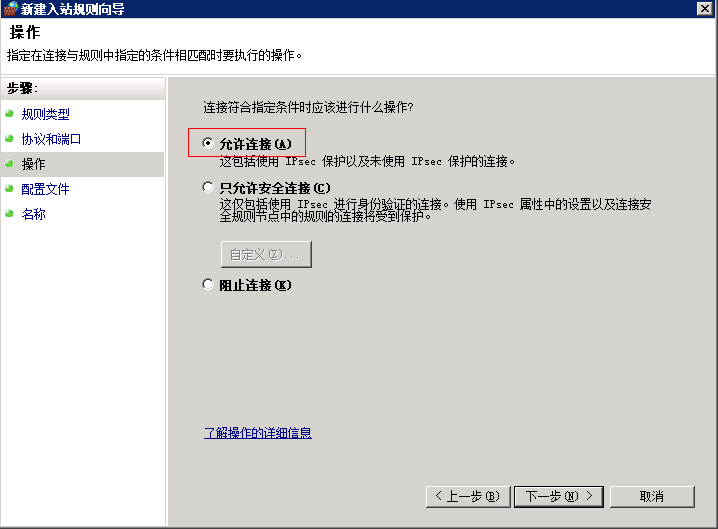 新建入站规则向导
操作
指定在连接与规则中指定的条件相匹配时要执行的操作。
步骤:
规则类型
协议和端口
操作
配置文件
名称
连接符合指定条件时应该进行什么操作?
允许连接(A)
这包括使用 IPsec 保护以及未使用 IPsec 保护的连接。
只允许安全连接(C)
这仅包括使用 IPsec 进行身份验证的连接。使用 IPsec 属性中的设置以及连接安
全规则节点中的规则的连接将受到保护。
自定义(Z)...
阻止连接(K)
了解操作的详细信息
< 上一步(B)
下一步(N) >
取消